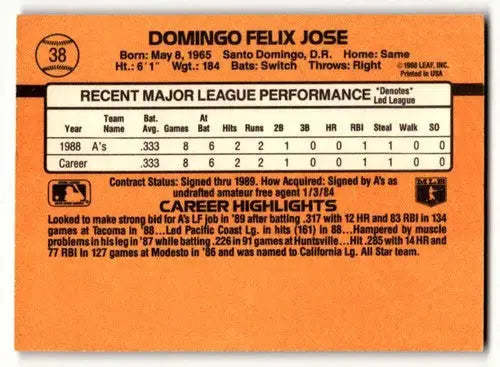 38
DOMINGO FELIX JOSE
Born: May 8, 1965 Santo Domingo, D.R. Home: Same
Ht.: 6' 1" Wgt.: 184 Bats: Switch Throws: Right
©1988 LEAF, INC.
Printed in USA
RECENT MAJOR LEAGUE PERFORMANCE "Denotes" Led League
Year Team Name Bat. Avg. Games At Bat Hits Runs 2B 3B HR RBI Steal Walk SO
1988 A's .333 8 6 2 2 1 0 0 1 1 0 1
Career .333 8 6 2 2 1 0 0 1 1 0 1
Contract Status: Signed thru 1989. How Acquired: Signed by A's as
undrafted amateur free agent 1/3/84
MLB
CAREER HIGHLIGHTS
Looked to make strong bid for A's LF job in '89 after batting .317 with 12 HR and 83 RBI in 134
games at Tacoma in '88...Led Pacific Coast Lg. in hits (161) in 88...Hampered by muscle
problems in his leg in '87 while batting .226 in 91 games at Huntsville...Hit .285 with 14 HR and
77 RBI in 127 games at Modesto in '86 and was named to California Lg. All Star team.